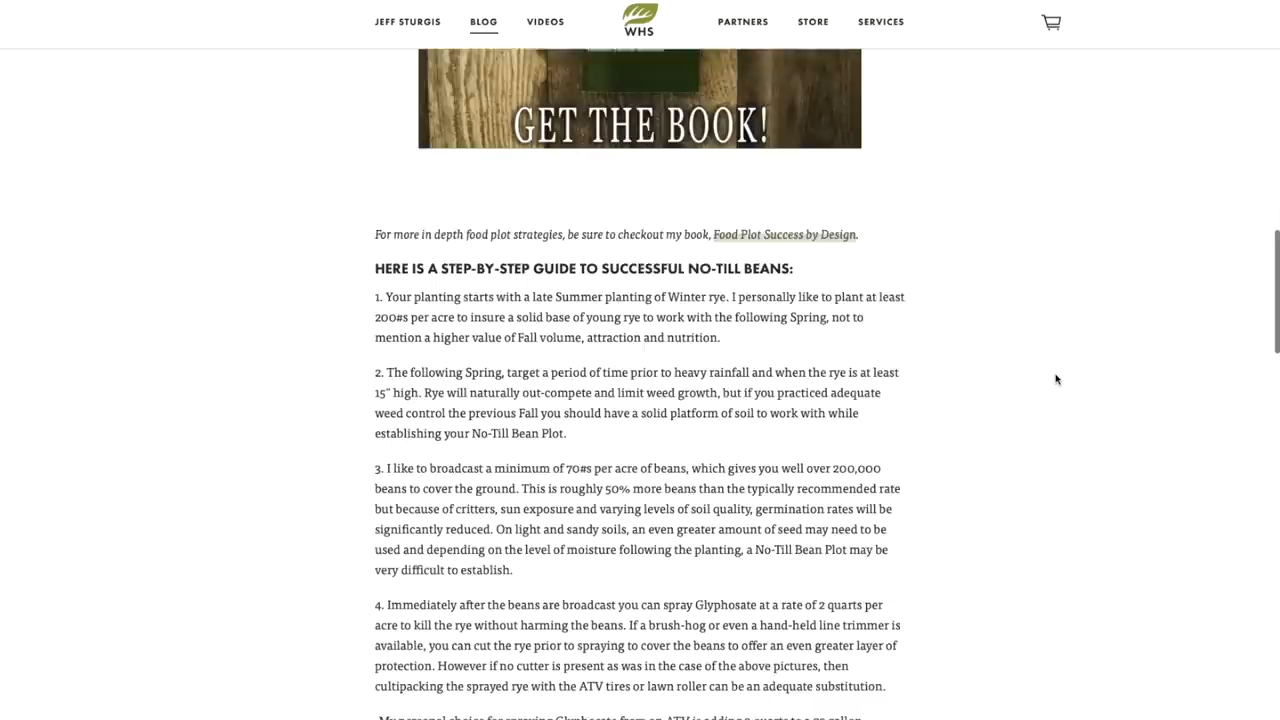 JEFF STURGIS BLOG VIDEOS WHS PARTNERS STORE SERVICES
GET THE BOOK!
For more in depth food plot strategies, be sure to checkout my book, Food Plot Success by Design.
HERE IS A STEP-BY-STEP GUIDE TO SUCCESSFUL NO-TILL BEANS:
1. Your planting starts with a late Summer planting of Winter rye. I personally like to plant at least
200#s per acre to insure a solid base of young rye to work with the following Spring, not to
mention a higher value of Fall volume, attraction and nutrition.
2. The following Spring, target a period of time prior to heavy rainfall and when the rye is at least
15" high. Rye will naturally out-compete and limit weed growth, but if you practiced adequate
weed control the previous Fall you should have a solid platform of soil to work with while
establishing your No-Till Bean Plot.
3. I like to broadcast a minimum of 70#s per acre of beans, which gives you well over 200,000
beans to cover the ground. This is roughly 50% more beans than the typically recommended rate
but because of critters, sun exposure and varying levels of soil quality, germination rates will be
significantly reduced. On light and sandy soils, an even greater amount of seed may need to be
used and depending on the level of moisture following the planting, a No-Till Bean Plot may be
very difficult to establish.
4. Immediately after the beans are broadcast you can spray Glyphosate at a rate of 2 quarts per
acre to kill the rye without harming the beans. If a brush-hog or even a hand-held line trimmer is
available, you can cut the rye prior to spraying to cover the beans to offer an even greater layer of
protection. However if no cutter is present as was in the case of the above pictures, then
cultipacking the sprayed rye with the ATV tires or lawn roller can be an adequate substitution.